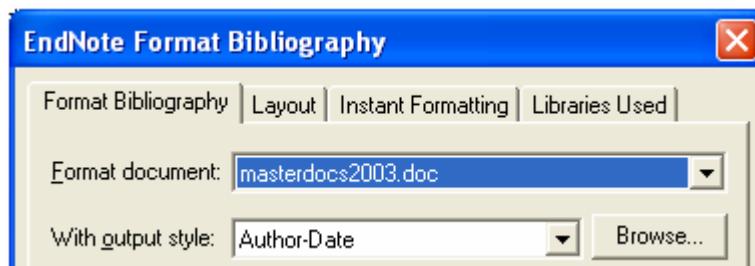 EndNote Format Bibliography
Format Bibliography Layout Instant Formatting Libraries Used
Format document: masterdocs2003.doc
With output style: Author-Date Browse...